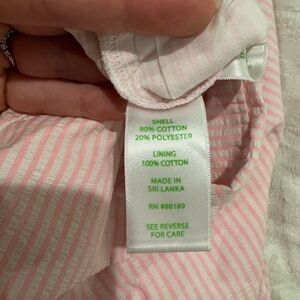 SHELL
80% COTTON
20% POLYESTER
LINING
100% COTTON
MADE IN
SRI LANKA
RN #88189
SEE REVERSE
FOR CARE